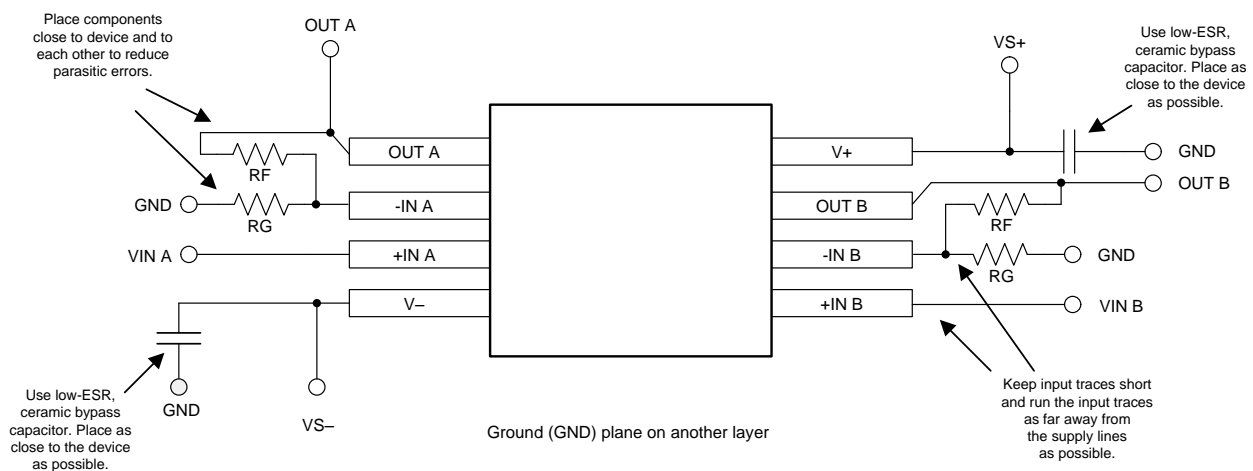 Place components
close to device and to
each other to reduce
parasitic errors.
OUT A
VS+
Use low-ESR,
ceramic bypass
capacitor. Place as
close to the device
as possible.
OUT A
RF
V+
GND
OUT B
GND
RG
-IN A
OUT B
RF
VIN A
+IN A
-IN B
RG
GND
V–
+IN B
VIN B
Use low-ESR,
ceramic bypass
capacitor. Place as
close to the device
as possible.
GND
VS–
Ground (GND) plane on another layer
Keep input traces short
and run the input traces
as far away from
the supply lines
as possible.